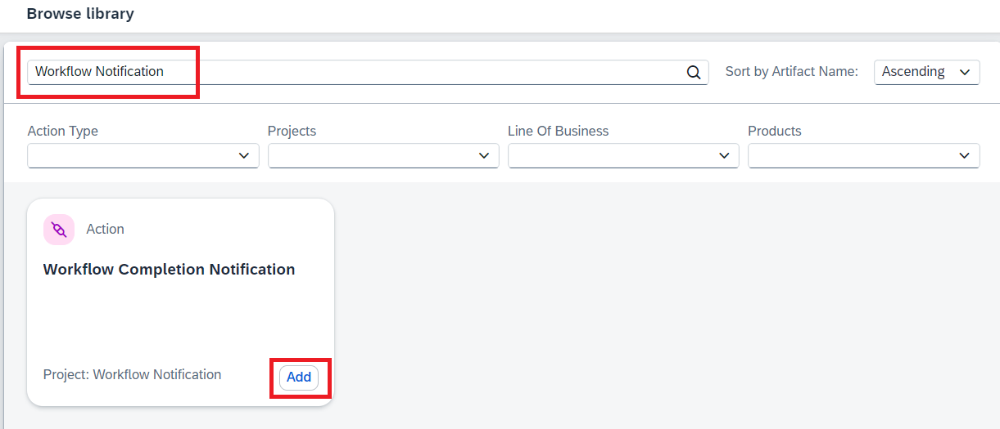 Browse library
Workflow Notification
Sort by Artifact Name:
Ascending
Action Type
Projects
Line Of Business
Products
Action
Workflow Completion Notification
Project: Workflow Notification
Add